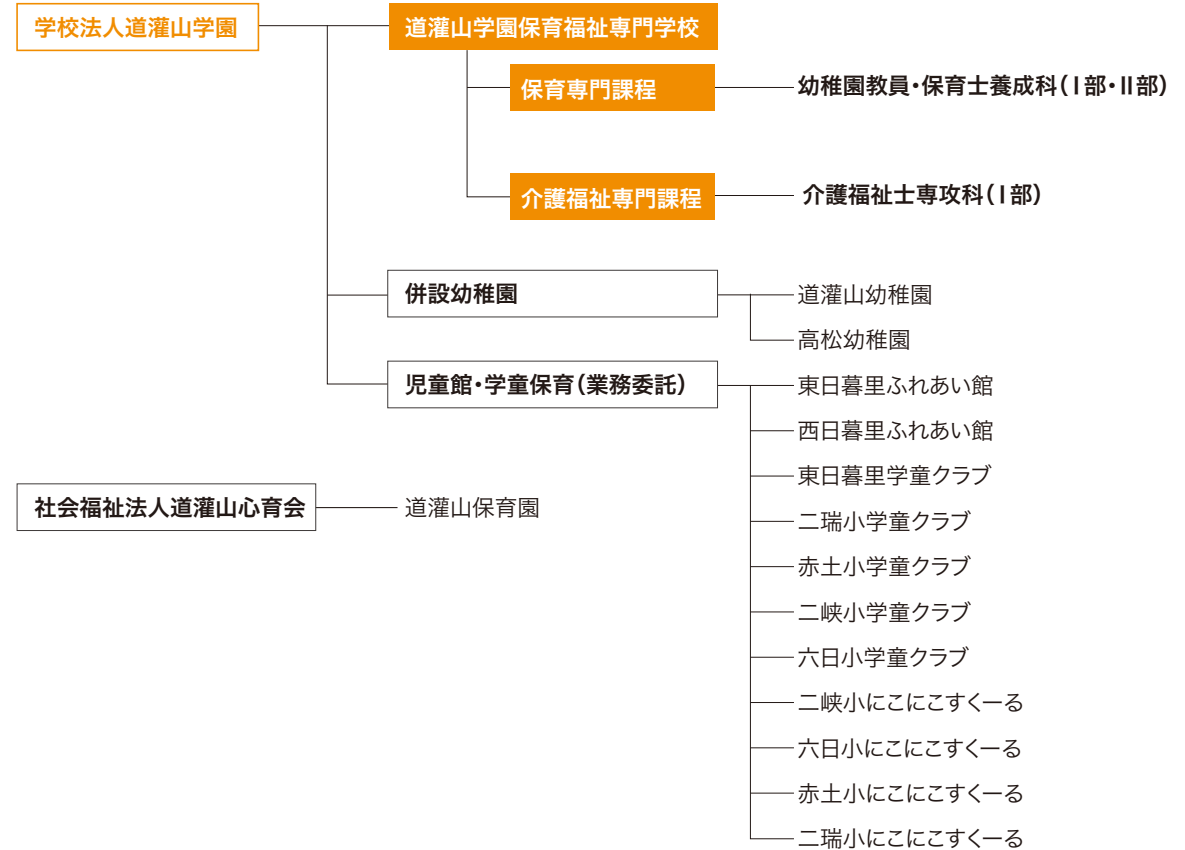 学校法人道灌山学園
道灌山学園保育福祉専門学校
保育専門課程
幼稚園教員・保育士養成科（Ⅰ部・Ⅱ部）
介護福祉専門課程
介護福祉士専攻科（Ⅰ部）
併設幼稚園
道灌山幼稚園
高松幼稚園
児童館・学童保育（業務委託）
東日暮里ふれあい館
西日暮里ふれあい館
東日暮里学童クラブ
社会福祉法人道灌山心育会
道灌山保育園
二瑞小学童クラブ
赤土小学童クラブ
二峡小学童クラブ
六日小学童クラブ
二峡小にこにこすくーる
六日小にこにこすくーる
赤土小にこにこすくーる
二瑞小にこにこすくーる